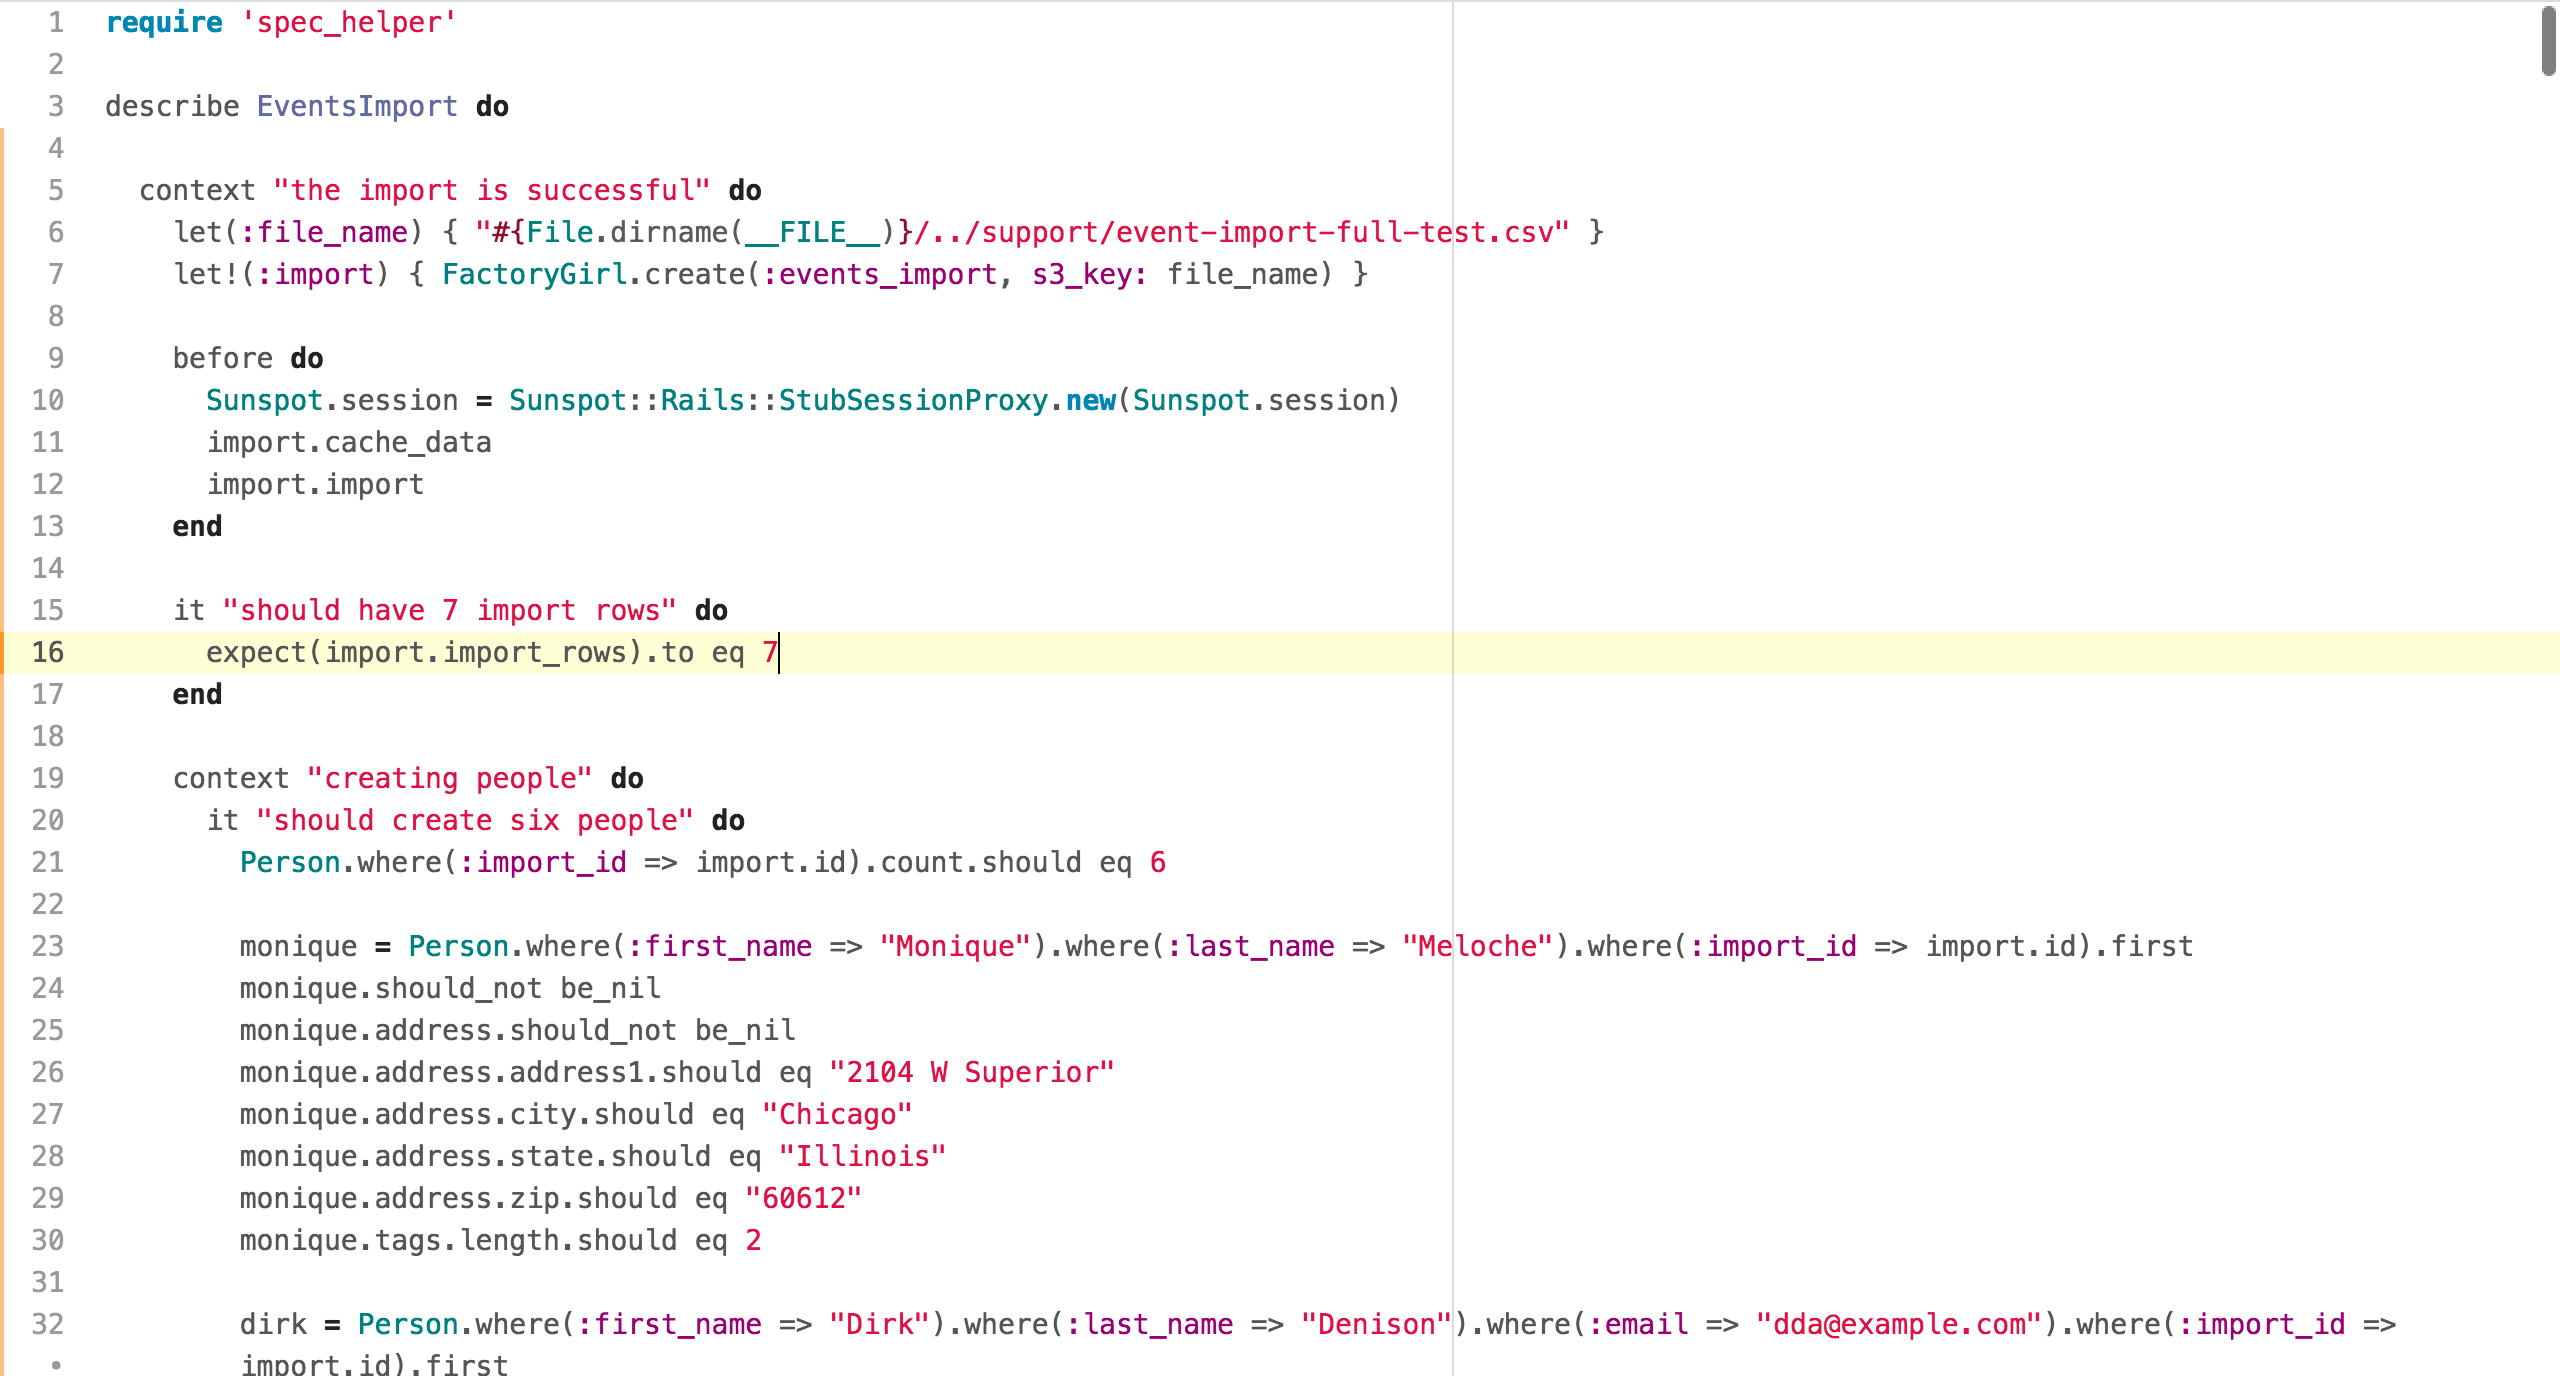 1 require 'spec_helper'
2
3 describe EventsImport do
4
5 context "the import is successful" do
6 let(:file_name) { "#{File.dirname(__FILE__)}/../support/event-import-full-test.csv" }
7 let!(:import) { FactoryGirl.create(:events_import, s3_key: file_name) }
8
9 before do
10 Sunspot.session = Sunspot::Rails::StubSessionProxy.new(Sunspot.session)
11 import.cache_data
12 import.import
13 end
14
15 it "should have 7 import rows" do
16 expect(import.import_rows).to eq 7
17 end
18
19 context "creating people" do
20 it "should create six people" do
21 Person.where(:import_id => import.id).count.should eq 6
22
23 monique = Person.where(:first_name => "Monique").where(:last_name => "Meloche").where(:import_id => import.id).first
24 monique.should_not be_nil
25 monique.address.should_not be_nil
26 monique.address.address1.should eq "2104 W Superior"
27 monique.address.city.should eq "Chicago"
28 monique.address.state.should eq "Illinois"
29 monique.address.zip.should eq "60612"
30 monique.tags.length.should eq 2
31
32 dirk = Person.where(:first_name => "Dirk").where(:last_name => "Denison").where(:email => "dda@example.com").where(:import_id =>
• import.id).first